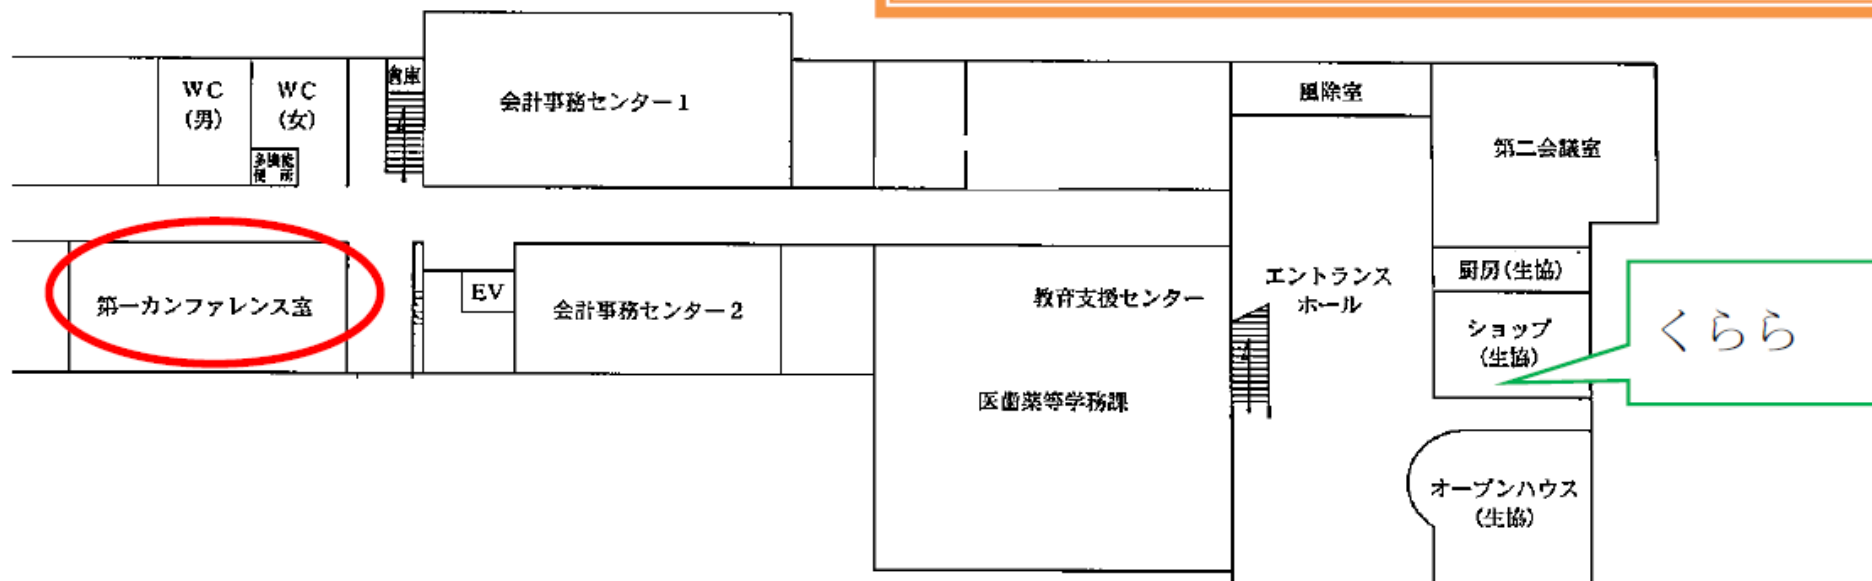 倉庫
WC
(男)
WC
(女)
多機能
便所
会計事務センター1
風除室
第二会議室
第一カンファレンス室
EV
会計事務センター2
教育支援センター
医歯薬等学務課
エントランス
ホール
厨房(生協)
ショップ
(生協)
くらら
オープンハウス
(生協)